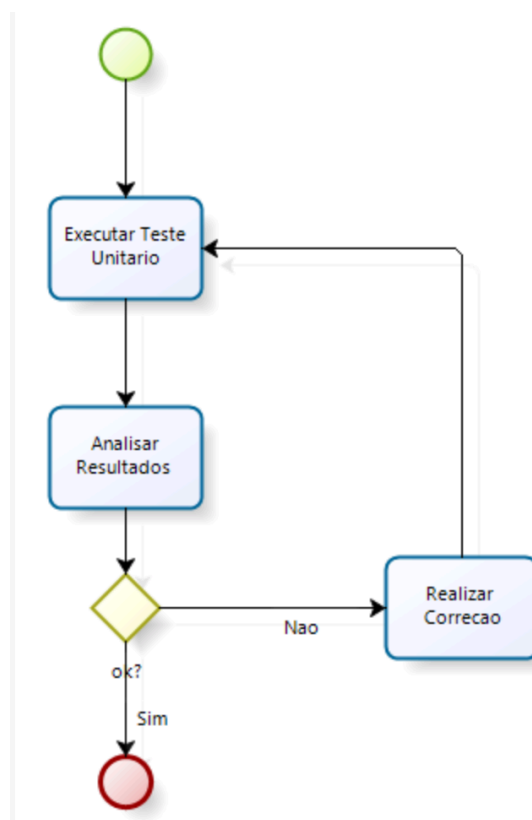 Executar Teste
Unitario
Analisar
Resultados
Realizar
Correcao
Nao
ok?
Sim